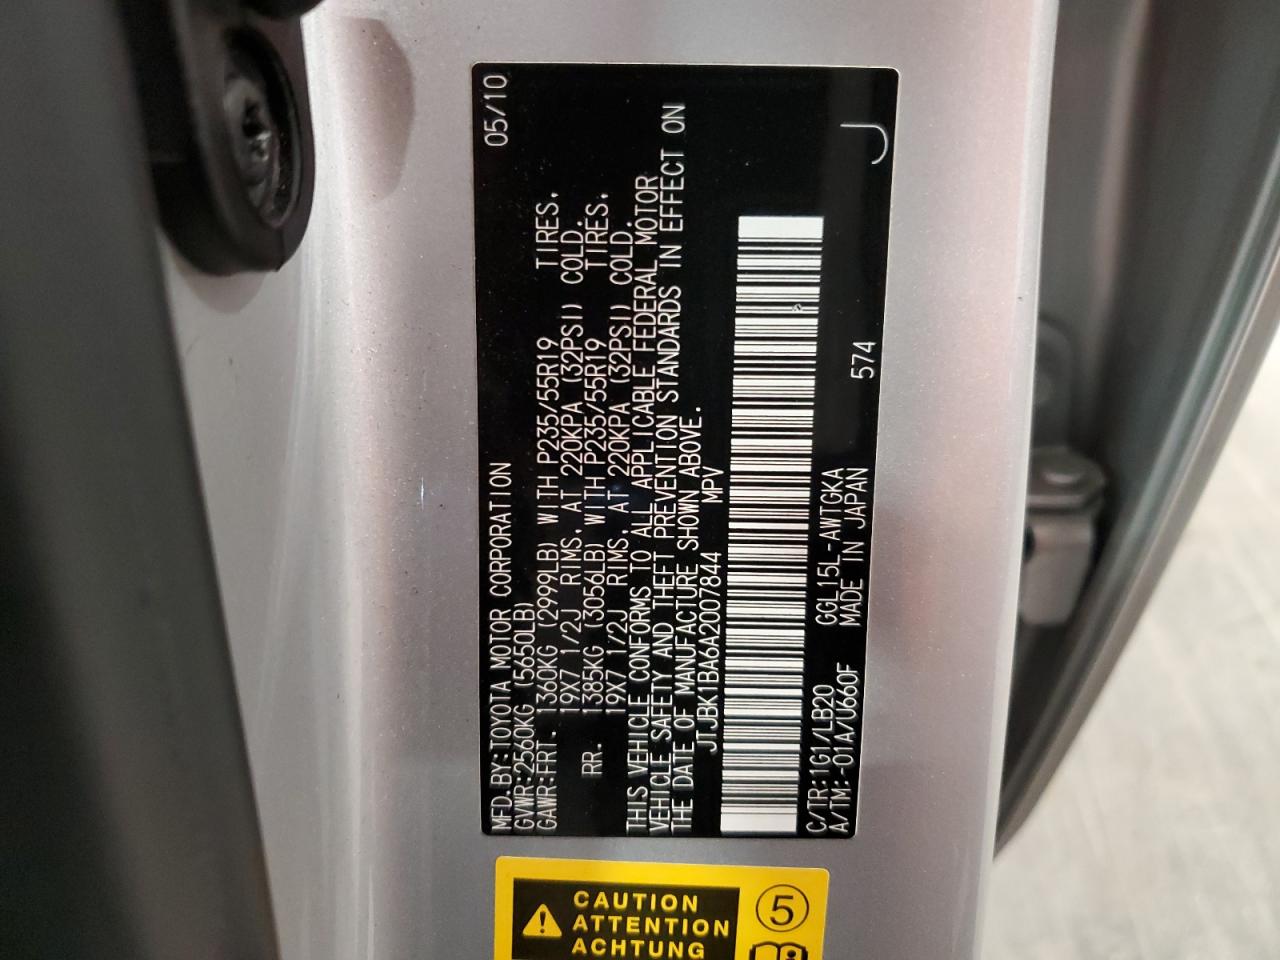 MFD.BY:TOYOTA MOTOR CORPORATION 05/10
GVWR:2560KG (5650LB)
GAWR:FRT. 1360KG (2999LB) WITH P235/55R19 TIRES,
19X7 1/2J RIMS, AT 220KPA (32PSI) COLD.
RR. 1385KG (3056LB) WITH P235/55R19 TIRES,
19X7 1/2J RIMS, AT 220KPA (32PSI) COLD.
THIS VEHICLE CONFORMS TO ALL APPLICABLE FEDERAL MOTOR
VEHICLE SAFETY AND THEFT PREVENTION STANDARDS IN EFFECT ON
THE DATE OF MANUFACTURE SHOWN ABOVE.
JTJBK1BA6A2007844 MPV
C/TR:1G1/LB20 GGL15L-AWTGKA
A/TM:-01A/U660F MADE IN JAPAN 574 J
CAUTION
ATTENTION
ACHTUNG
5